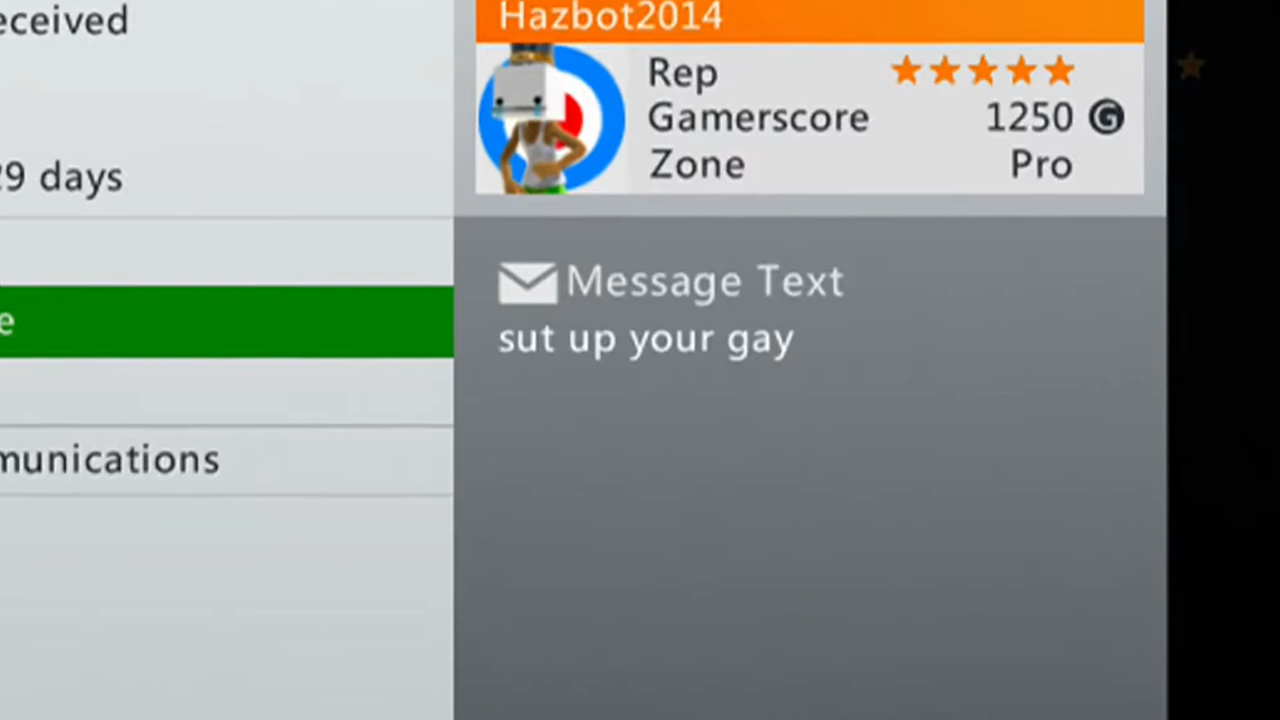 eceived
29 days
e
munications
Hazbot2014
Rep
Gamerscore 1250 G
Zone Pro
Message Text
sut up your gay